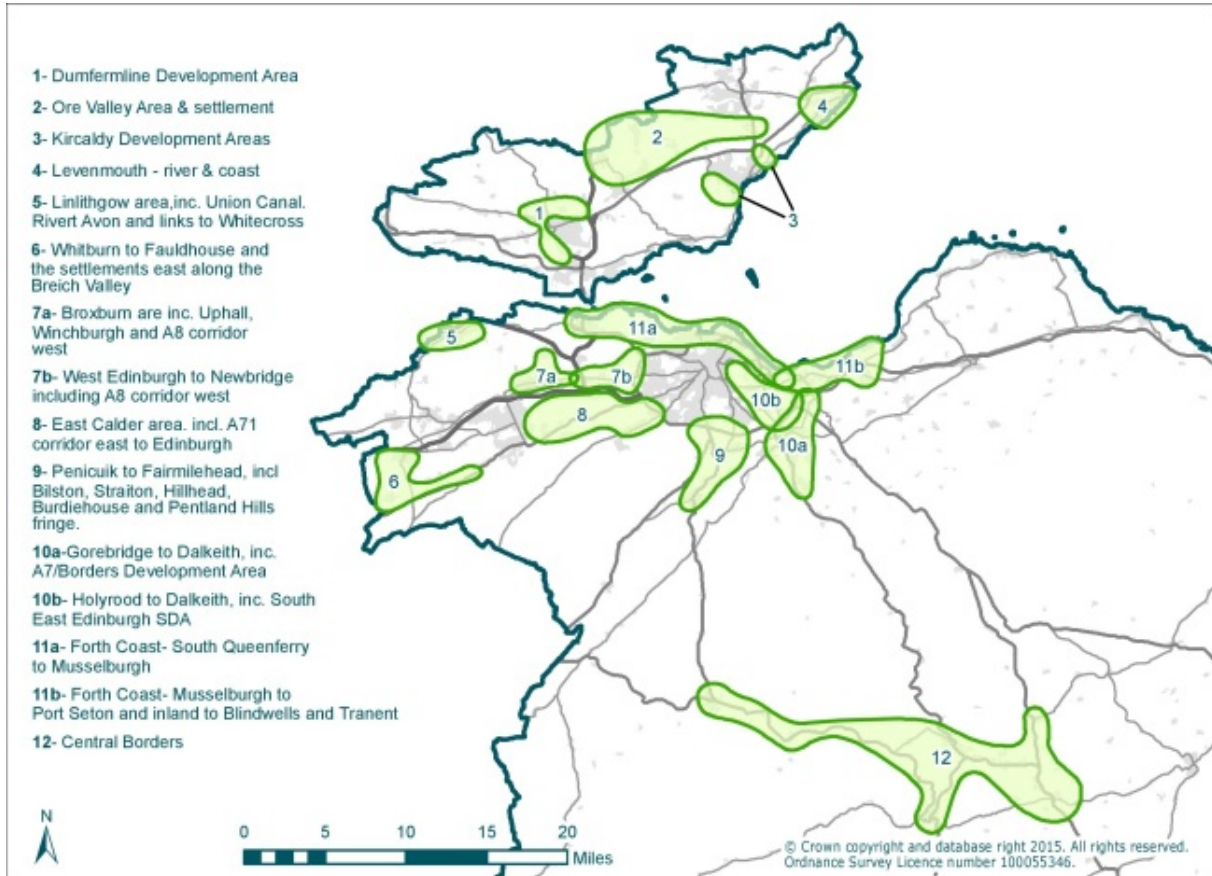 1- Dumfermline Development Area
2- Ore Valley Area & settlement
3- Kircaldy Development Areas
4- Levenmouth - river & coast
5- Linlithgow area,inc. Union Canal.
Rivert Avon and links to Whitecross
6- Whitburn to Fauldhouse and
the settlements east along the
Breich Valley
7a- Broxburn are inc. Uphall,
Winchburgh and A8 corridor
west
7b- West Edinburgh to Newbridge
including A8 corridor west
8- East Calder area. incl. A71
corridor east to Edinburgh
9- Penicuik to Fairmilehead, incl
Bilston, Straiton, Hillhead,
Burdiehouse and Pentland Hills
fringe.
10a-Gorebridge to Dalkeith, inc.
A7/Borders Development Area
10b- Holyrood to Dalkeith, inc. South
East Edinburgh SDA
11a- Forth Coast- South Queenferry
to Musselburgh
11b- Forth Coast- Musselburgh to
Port Seton and inland to Blindwells and Tranent
12- Central Borders
4
2
3
1
11a
5
11b
7a
7b
10b
8
10a
9
6
12
N
0 5 10 15 20
Miles
© Crown copyright and database right 2015. All rights reserved.
Ordnance Survey Licence number 100055346.